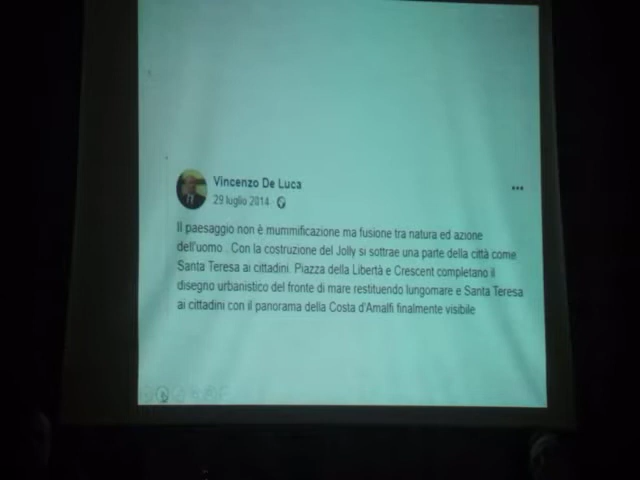 Vincenzo De Luca
29 luglio 2014
Il paesaggio non è mummificazione ma fusione tra natura ed azione
dell'uomo . Con la costruzione del Jolly si sottrae una parte della città come
Santa Teresa ai cittadini. Piazza della Libertà e Crescent completano il
disegno urbanistico del fronte di mare restituendo lungomare e Santa Teresa
ai cittadini con il panorama della Costa d'Amalfi finalmente visibile